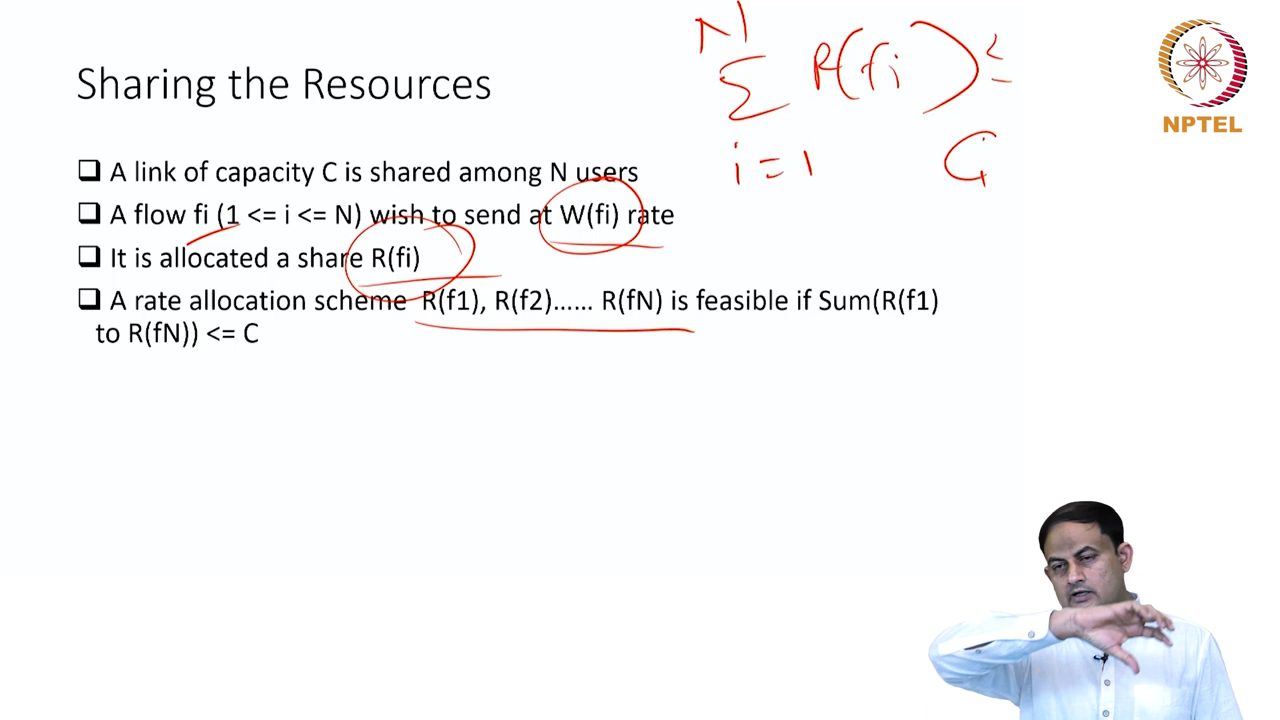 Sharing the Resources
❑ A link of capacity C is shared among N users
❑ A flow fi (1 <= i <= N) wish to send at W(fi) rate
❑ It is allocated a share R(fi)
❑ A rate allocation scheme R(f1), R(f2)…… R(fN) is feasible if Sum(R(f1)
to R(fN)) <= C
N
Σ R(fi) ≤
i = 1 C
NPTEL